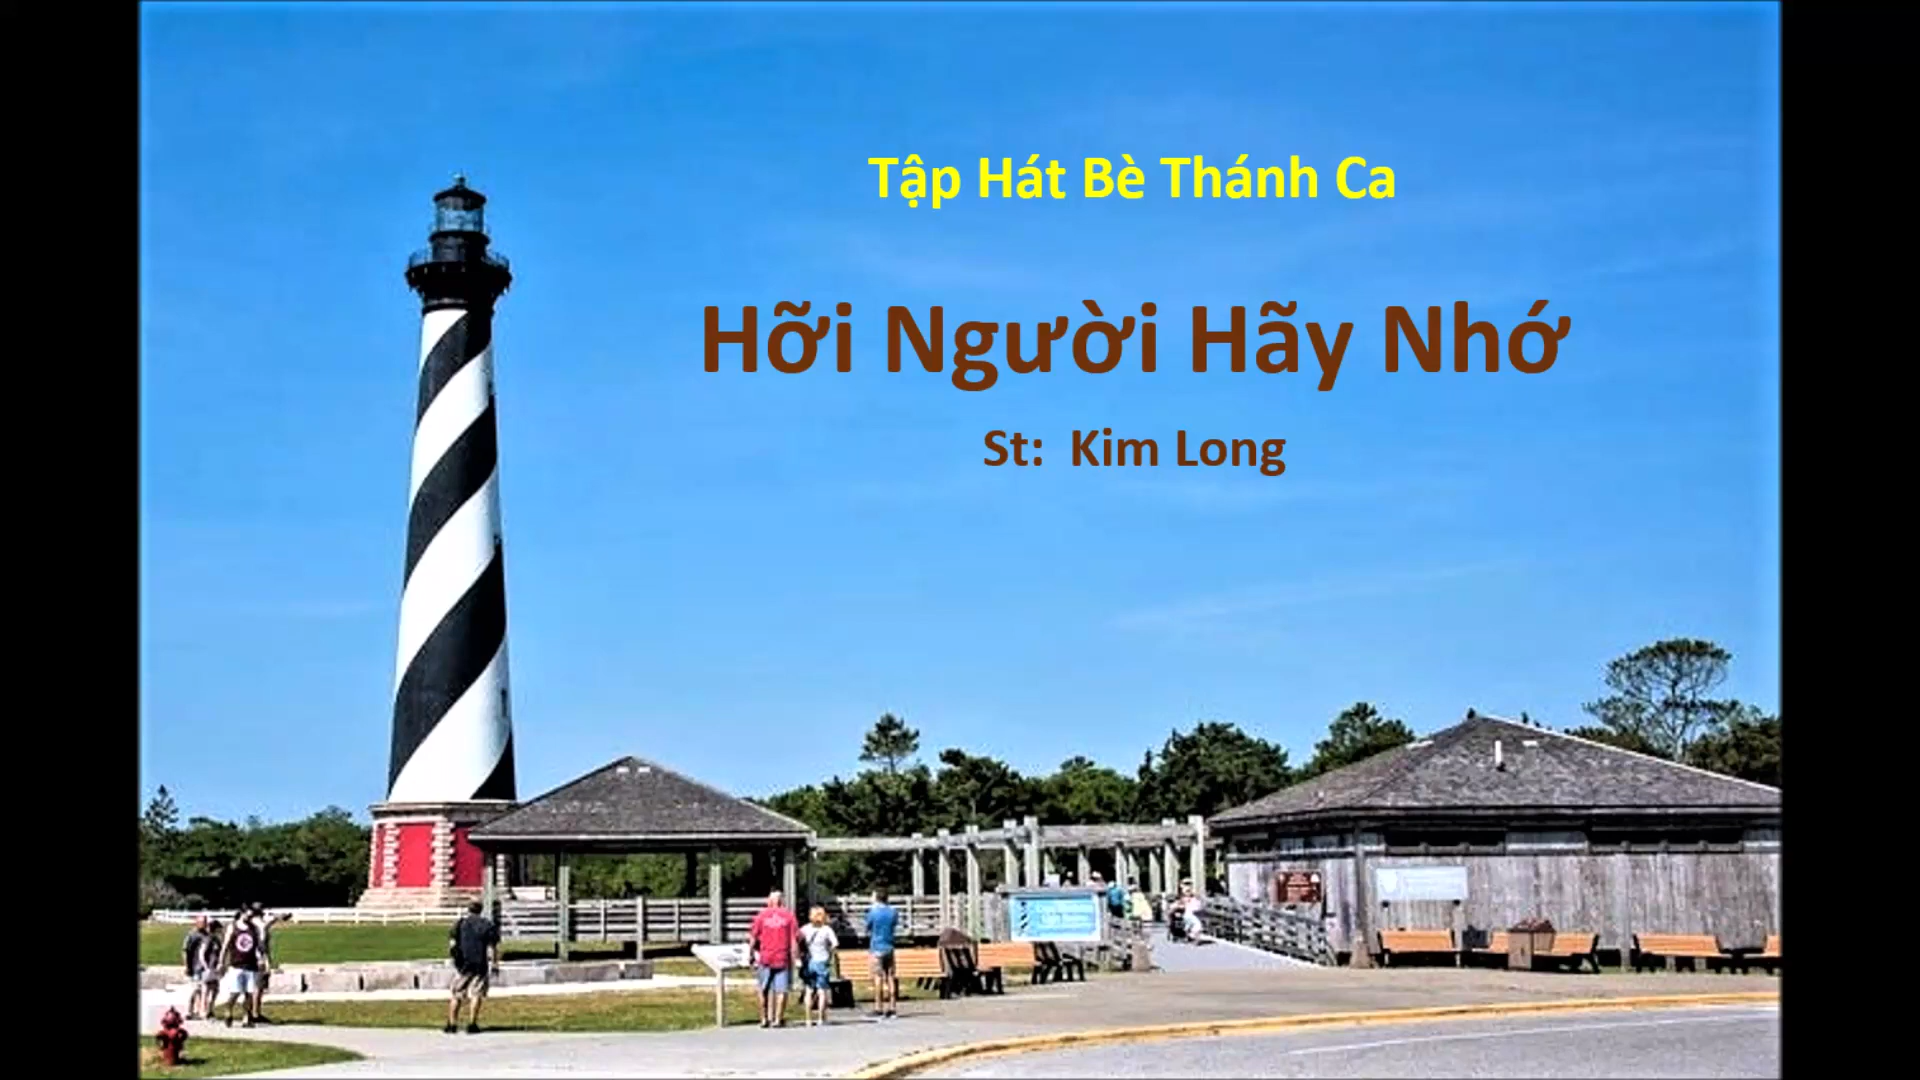 Tập Hát Bè Thánh Ca
Hỡi Người Hãy Nhớ
St: Kim Long